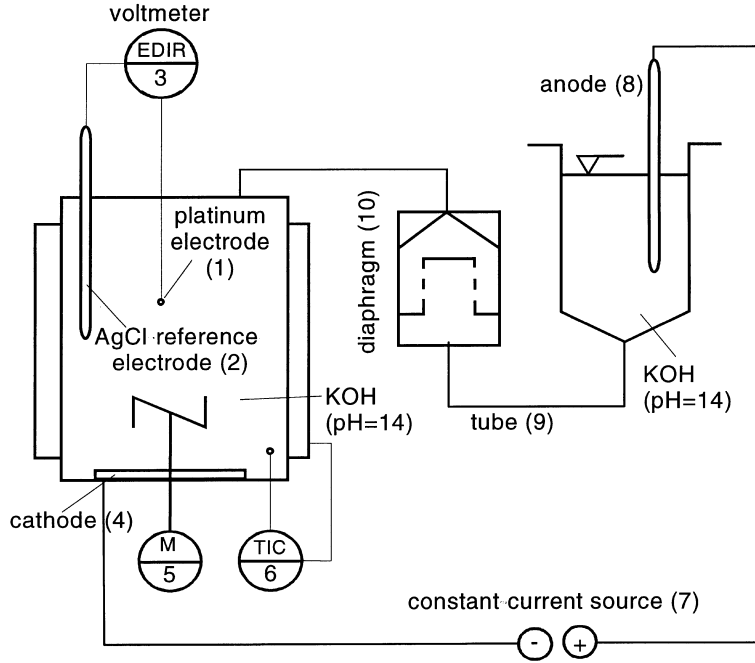 voltmeter
EDIR
3
anode (8)
platinum
electrode
(1)
diaphragm (10)
AgCl reference
electrode (2)
KOH
(pH=14)
KOH
(pH=14)
tube (9)
cathode (4)
M
5
TIC
6
constant current source (7)
-
+